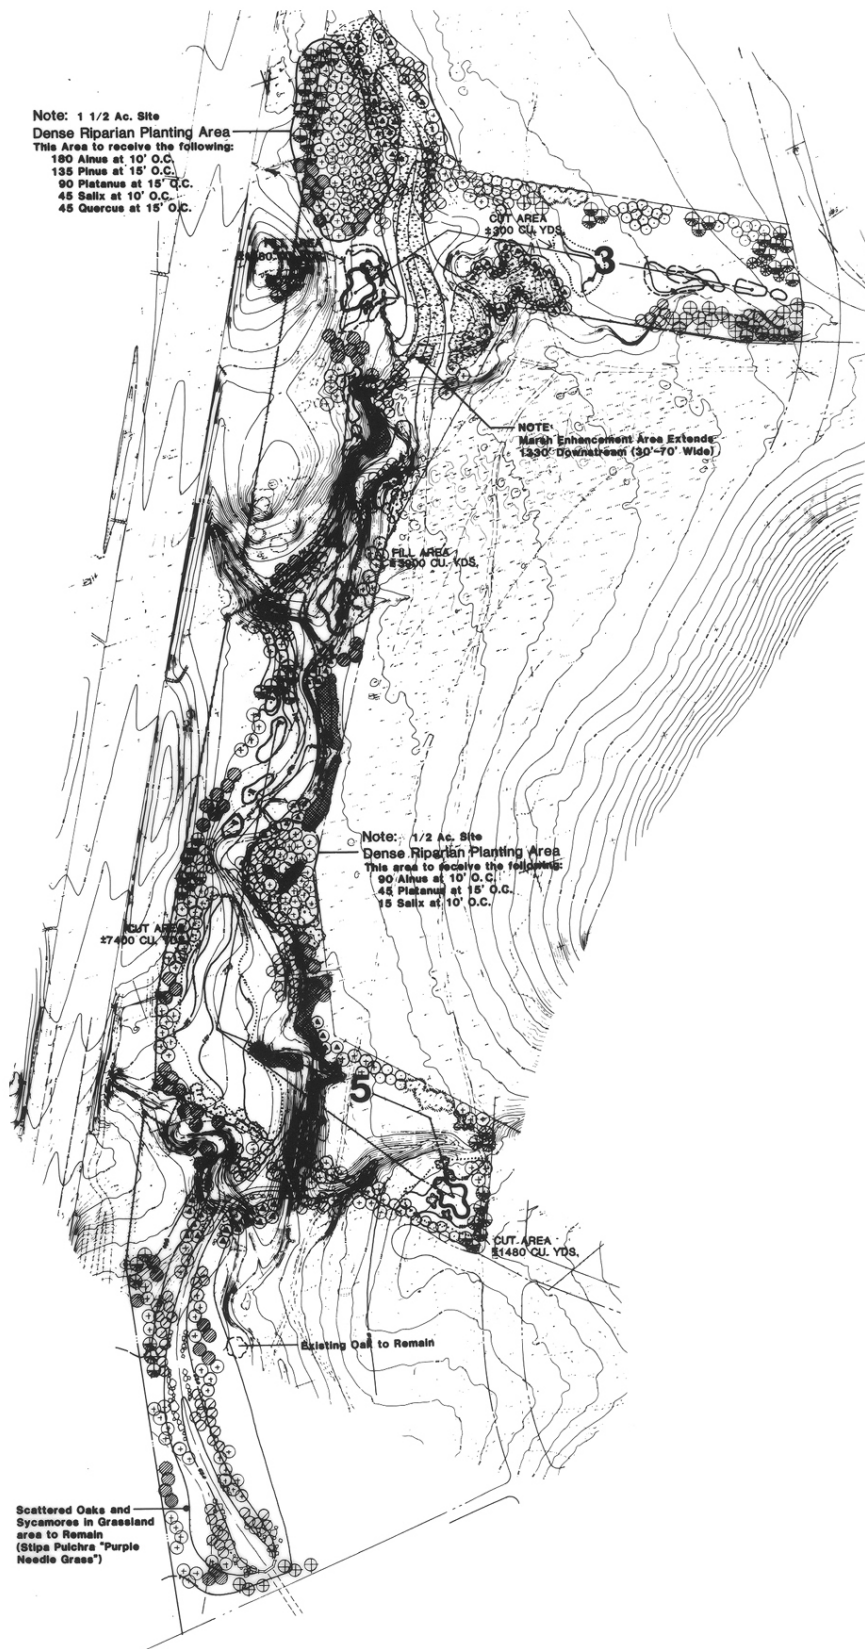 Note: 1 1/2 Ac. Site
Dense Riparian Planting Area
This Area to receive the following:
180 Alnus at 10' O.C.
135 Pinus at 15' O.C.
90 Platanus at 15' O.C.
45 Salix at 10' O.C.
45 Quercus at 15' O.C.
CUT AREA
±300 CU. YDS.
FILL AREA
3
NOTE:
Marsh Enhancement Area Extends
1330' Downstream (30'-70' Wide)
FILL AREA
±3900 CU. YDS.
Note: 1/2 Ac. Site
Dense Riparian Planting Area
This area to receive the following:
90 Alnus at 10' O.C.
45 Platanus at 15' O.C.
15 Salix at 10' O.C.
CUT AREA
±7400 CU. YDS.
5
CUT AREA
±1480 CU. YDS.
Existing Oak to Remain
Scattered Oaks and
Sycamores in Grassland
area to Remain
(Stipa Pulchra "Purple
Needle Grass")